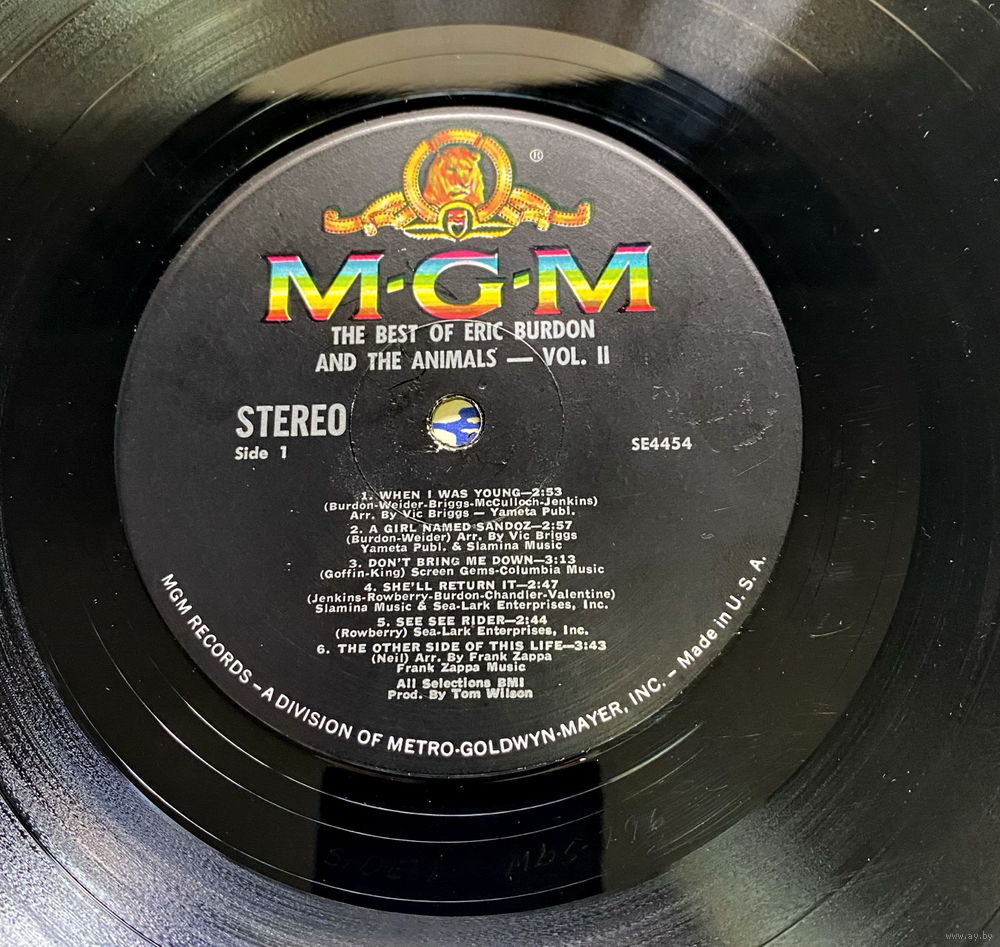 ®
M·G·M
THE BEST OF ERIC BURDON
AND THE ANIMALS — VOL. II
STEREO
Side 1
SE4454
1. WHEN I WAS YOUNG—2:53
(Burdon-Weider-Briggs-McCulloch-Jenkins)
Arr. By Vic Briggs — Yameta Publ.
2. A GIRL NAMED SANDOZ—2:57
(Burdon-Weider) Arr. By Vic Briggs
Yameta Publ. & Slamina Music
3. DON'T BRING ME DOWN—3:13
(Goffin-King) Screen Gems-Columbia Music
4. SHE'LL RETURN IT—2:47
(Jenkins-Rowberry-Burdon-Chandler-Valentine)
Slamina Music & Sea-Lark Enterprises, Inc.
5. SEE SEE RIDER—2:44
(Rowberry) Sea-Lark Enterprises, Inc.
6. THE OTHER SIDE OF THIS LIFE—3:43
(Neil) Arr. By Frank Zappa
Frank Zappa Music
All Selections BMI
Prod. By Tom Wilson
MGM RECORDS – A DIVISION OF METRO-GOLDWYN-MAYER, INC. – Made in U. S. A.
www.ay.by